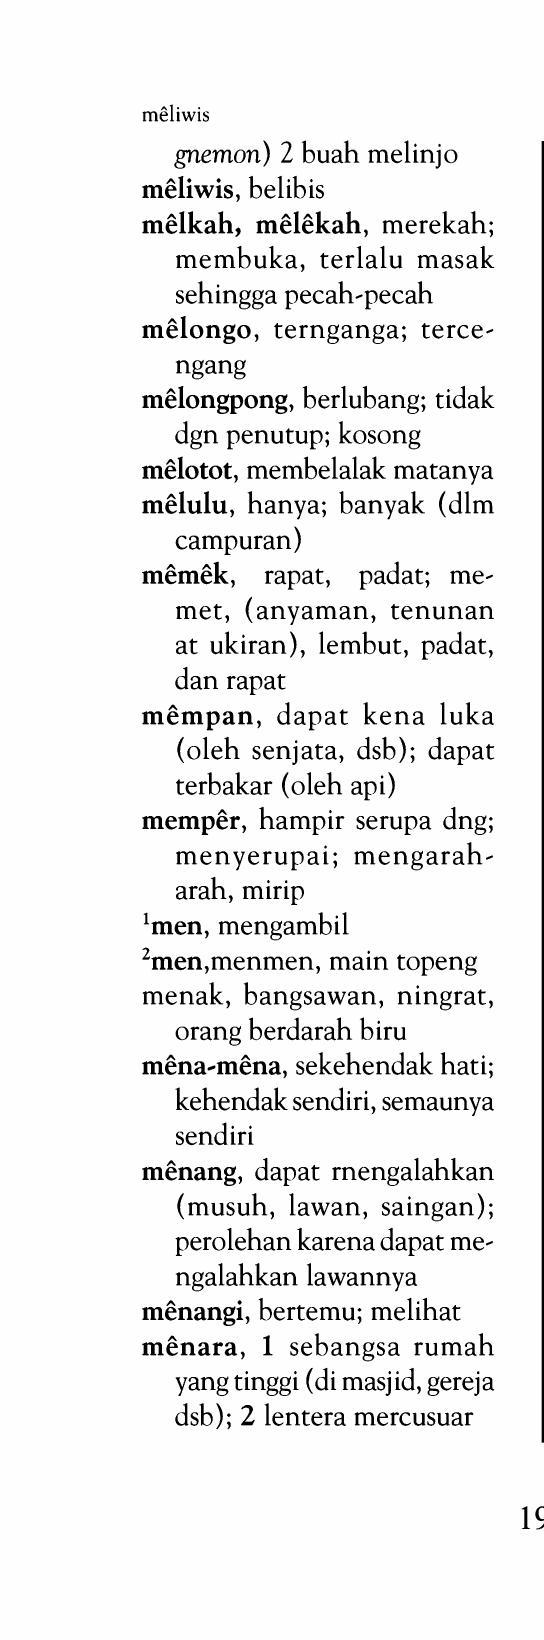 mêliwis
gnemon) 2 buah melinjo
mêliwis, belibis
mêlkah, mêlêkah, merekah;
membuka, terlalu masak
sehingga pecah-pecah
mêlongo, ternganga; terce-
ngang
mêlongpong, berlubang; tidak
dgn penutup; kosong
mêlotot, membelalak matanya
mêlulu, hanya; banyak (dlm
campuran)
mêmêk, rapat, padat; me-
met, (anyaman, tenunan
at ukiran), lembut, padat,
dan rapat
mêmpan, dapat kena luka
(oleh senjata, dsb); dapat
terbakar (oleh api)
mempêr, hampir serupa dng;
menyerupai; mengarah-
arah, mirip
¹men, mengambil
²men,menmen, main topeng
menak, bangsawan, ningrat,
orang berdarah biru
mêna-mêna, sekehendak hati;
kehendak sendiri, semaunya
sendiri
mênang, dapat rnengalahkan
(musuh, lawan, saingan);
perolehan karena dapat me-
ngalahkan lawannya
mênangi, bertemu; melihat
mênara, 1 sebangsa rumah
yang tinggi (di masjid, gereja
dsb); 2 lentera mercusuar